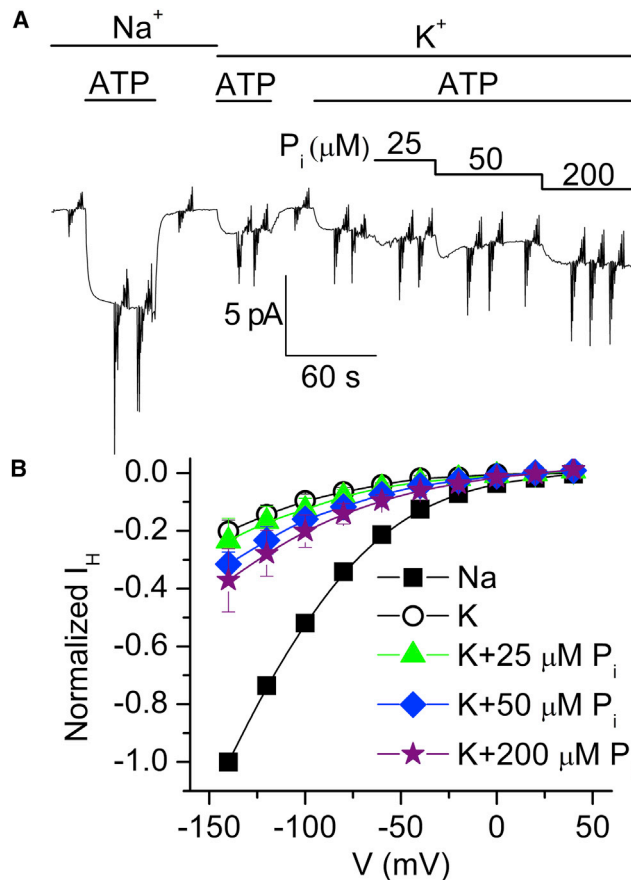 A
Na+ K+
ATP ATP ATP
Pi (μM) 25 50 200
5 pA
60 s
B
Normalized IH
0.0
-0.2
-0.4
-0.6
-0.8
-1.0
Na
K
K+25 μM Pi
K+50 μM Pi
K+200 μM P
-150 -100 -50 0 50
V (mV)